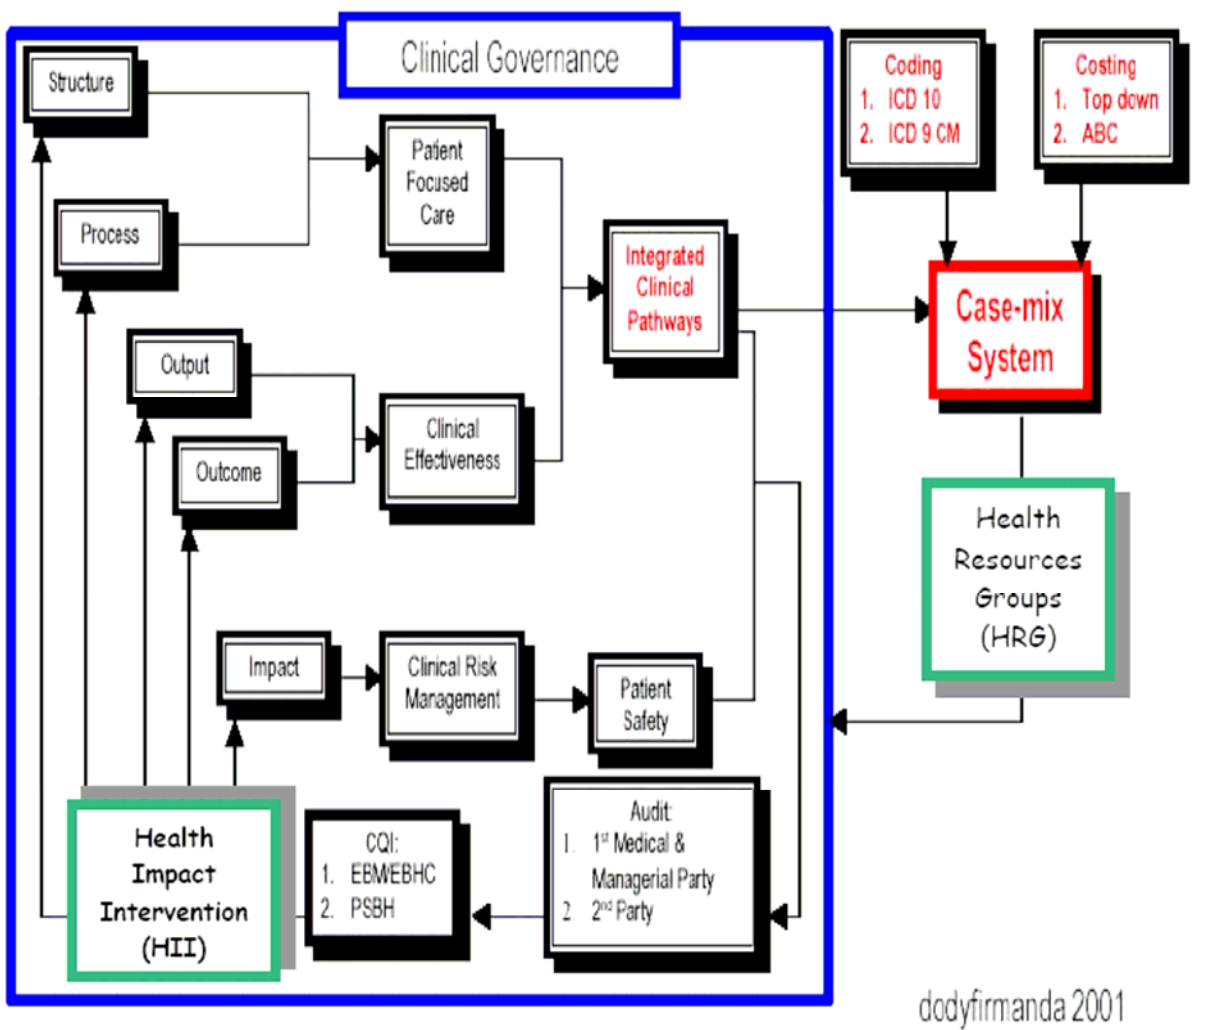 Clinical Governance
Structure
Process
Output
Outcome
Impact
Patient
Focused
Care
Clinical
Effectiveness
Clinical Risk
Management
Integrated
Clinical
Pathways
Patient
Safety
Audit:
1. 1st Medical &
Managerial Party
2. 2nd Party
CQI:
1. EBM/EBHC
2. PSBH
Health
Impact
Intervention
(HII)
Coding
1. ICD 10
2. ICD 9 CM
Costing
1. Top down
2. ABC
Case-mix
System
Health
Resources
Groups
(HRG)
dodyfirmanda 2001